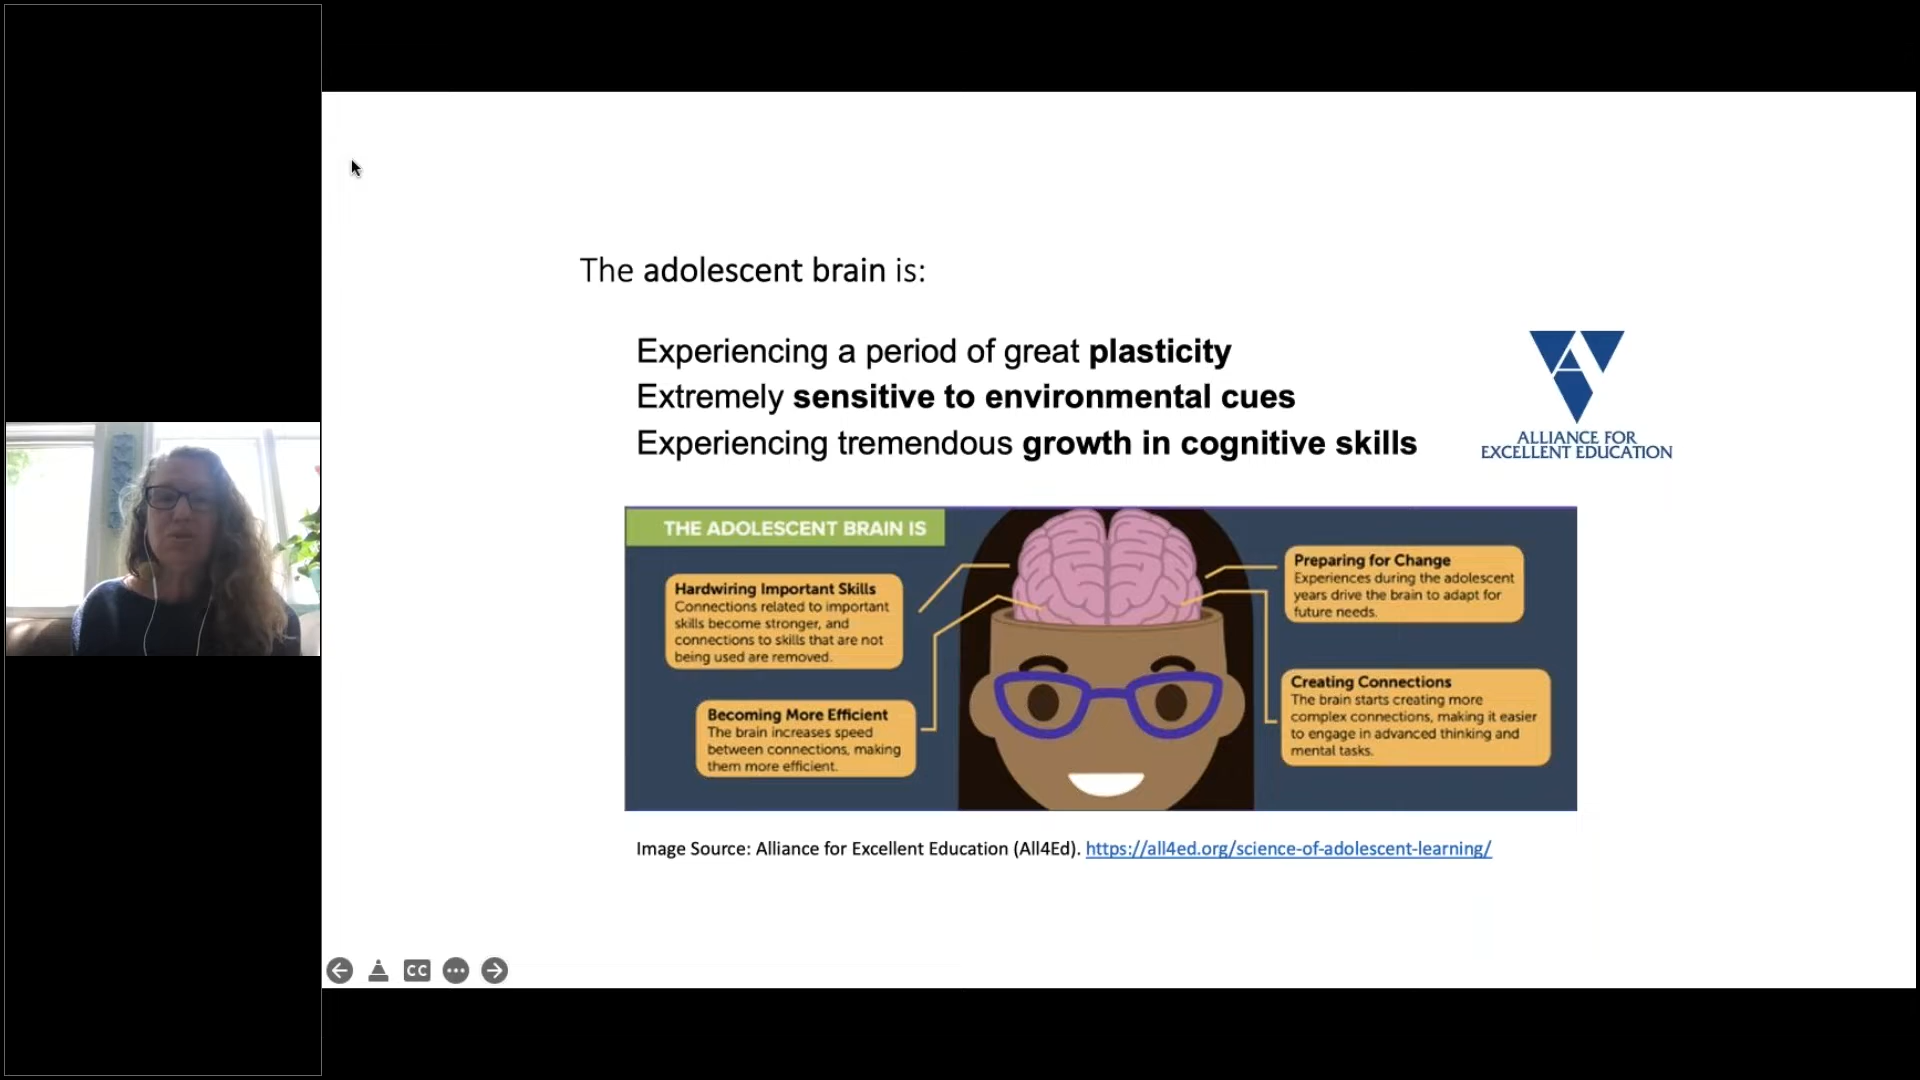 The adolescent brain is:
Experiencing a period of great plasticity
Extremely sensitive to environmental cues
Experiencing tremendous growth in cognitive skills
ALLIANCE FOR
EXCELLENT EDUCATION
THE ADOLESCENT BRAIN IS
Hardwiring Important Skills
Connections related to important
skills become stronger, and
connections to skills that are not
being used are removed.
Becoming More Efficient
The brain increases speed
between connections, making
them more efficient.
Preparing for Change
Experiences during the adolescent
years drive the brain to adapt for
future needs.
Creating Connections
The brain starts creating more
complex connections, making it easier
to engage in advanced thinking and
mental tasks.
Image Source: Alliance for Excellent Education (All4Ed). https://all4ed.org/science-of-adolescent-learning/
CC